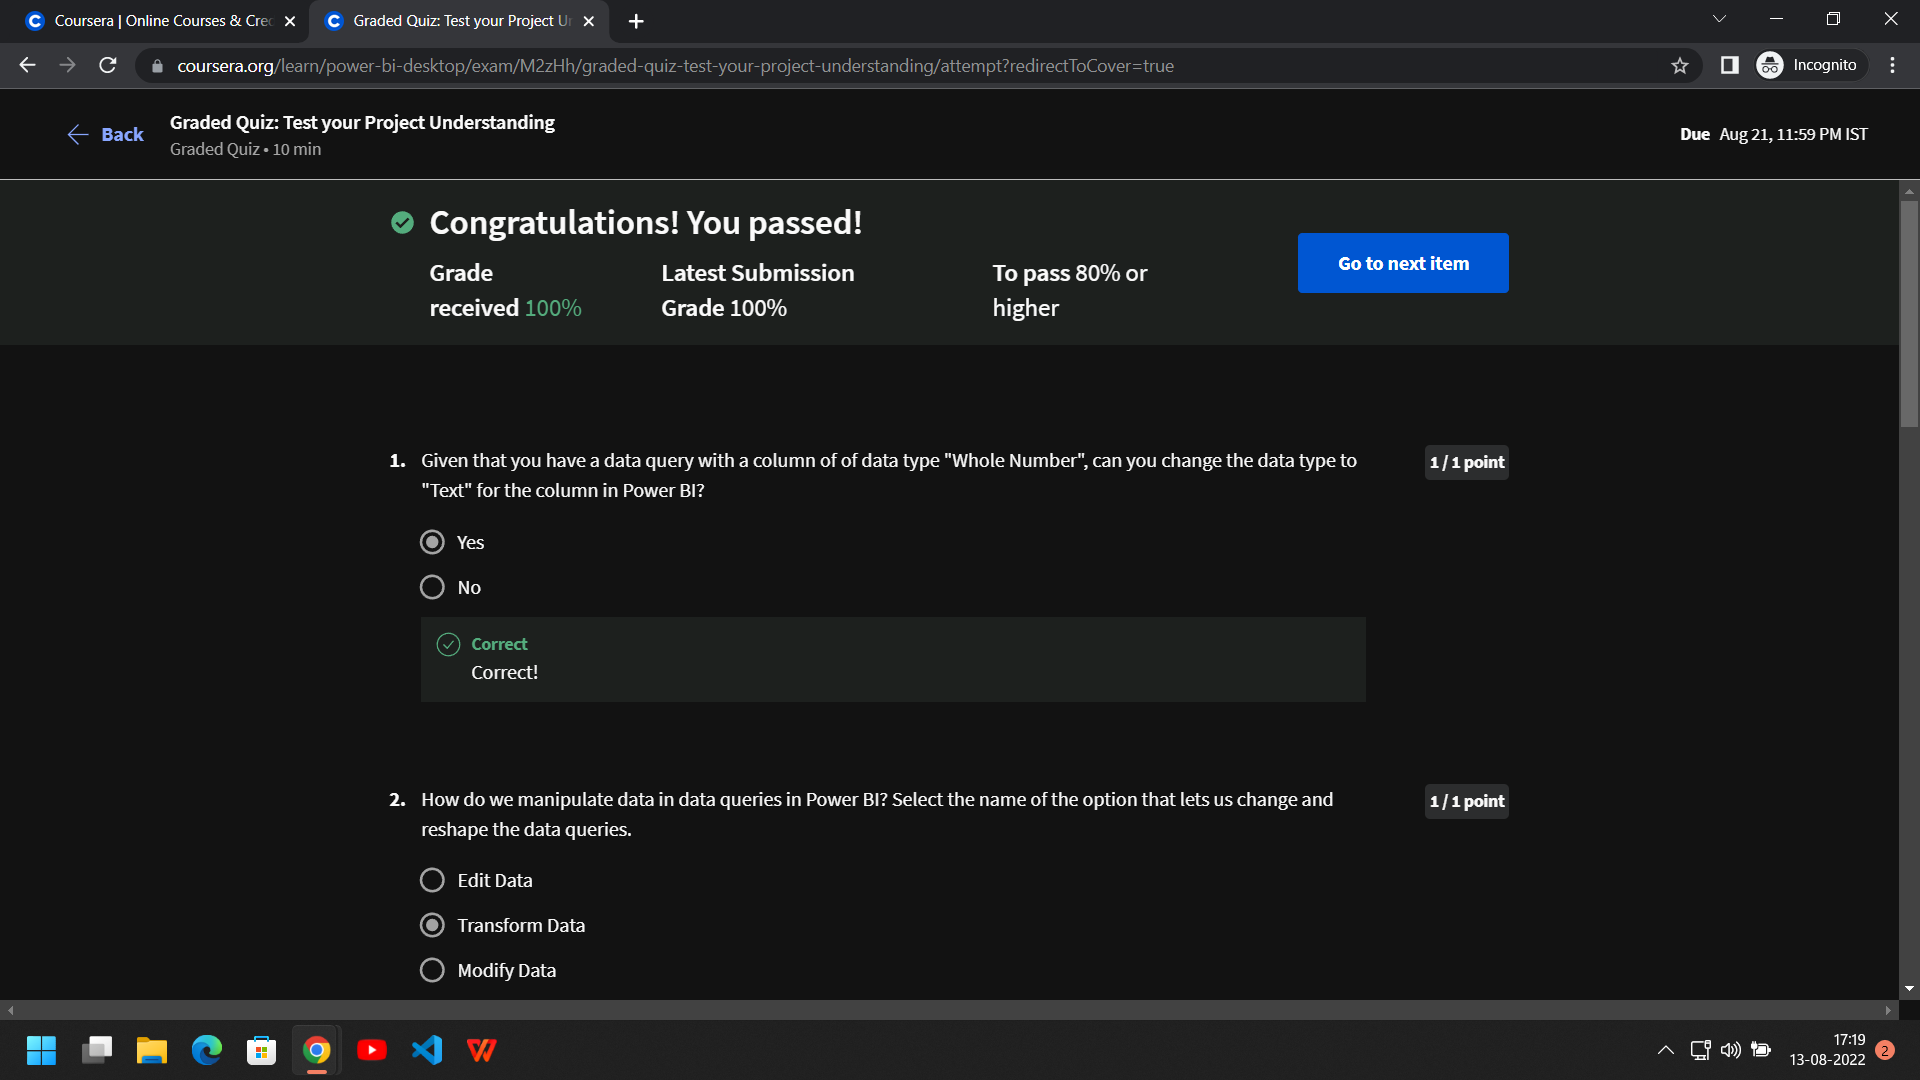 Coursera | Online Courses & Cre
Graded Quiz: Test your Project U
coursera.org/learn/power-bi-desktop/exam/M2zHh/graded-quiz-test-your-project-understanding/attempt?redirectToCover=true
Incognito
Back
Graded Quiz: Test your Project Understanding
Graded Quiz • 10 min
Due Aug 21, 11:59 PM IST
Congratulations! You passed!
Grade received 100%
Latest Submission Grade 100%
To pass 80% or higher
Go to next item
1. Given that you have a data query with a column of of data type "Whole Number", can you change the data type to
"Text" for the column in Power BI?
1 / 1 point
Yes
No
Correct
Correct!
2. How do we manipulate data in data queries in Power BI? Select the name of the option that lets us change and
reshape the data queries.
1 / 1 point
Edit Data
Transform Data
Modify Data
17:19
13-08-2022
2